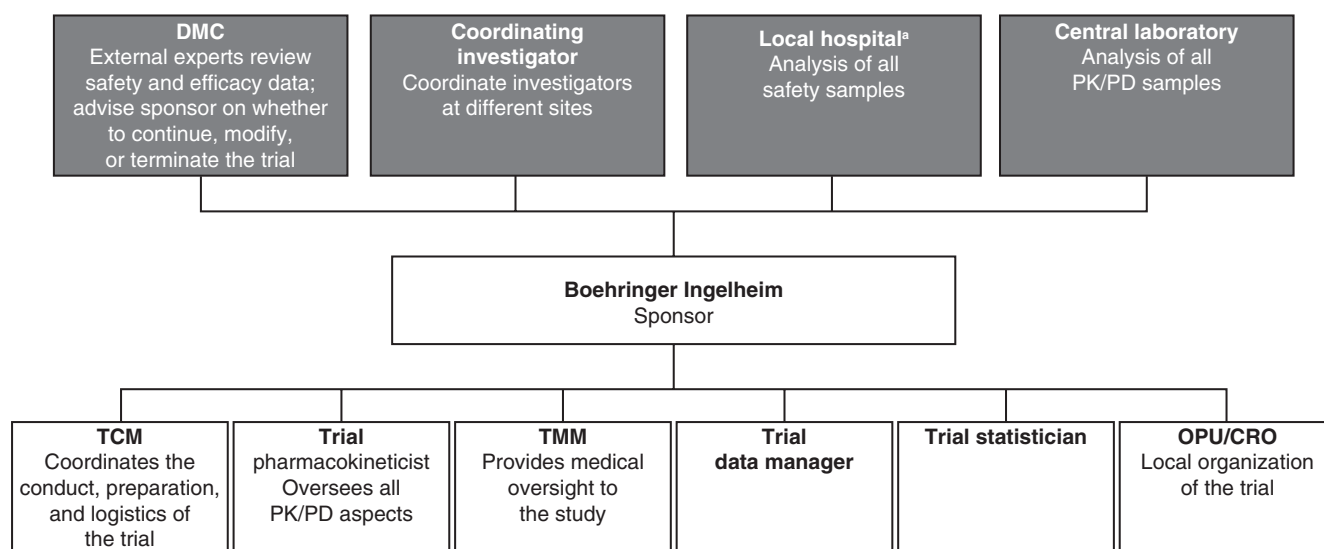 DMC
External experts review
safety and efficacy data;
advise sponsor on whether
to continue, modify,
or terminate the trial
Coordinating
investigator
Coordinate investigators
at different sites
Local hospitalᵃ
Analysis of all
safety samples
Central laboratory
Analysis of all
PK/PD samples
Boehringer Ingelheim
Sponsor
TCM
Coordinates the
conduct, preparation,
and logistics of
the trial
Trial
pharmacokineticist
Oversees all
PK/PD aspects
TMM
Provides medical
oversight to
the study
Trial
data manager
Trial statistician
OPU/CRO
Local organization
of the trial